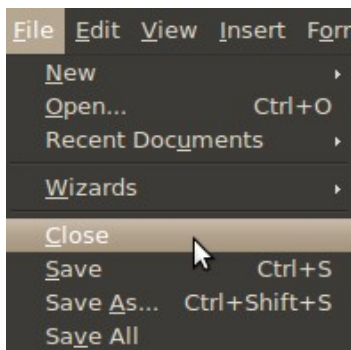 File Edit View Insert Forr
New
Open... Ctrl+O
Recent Documents
Wizards
Close
Save Ctrl+S
Save As... Ctrl+Shift+S
Save All